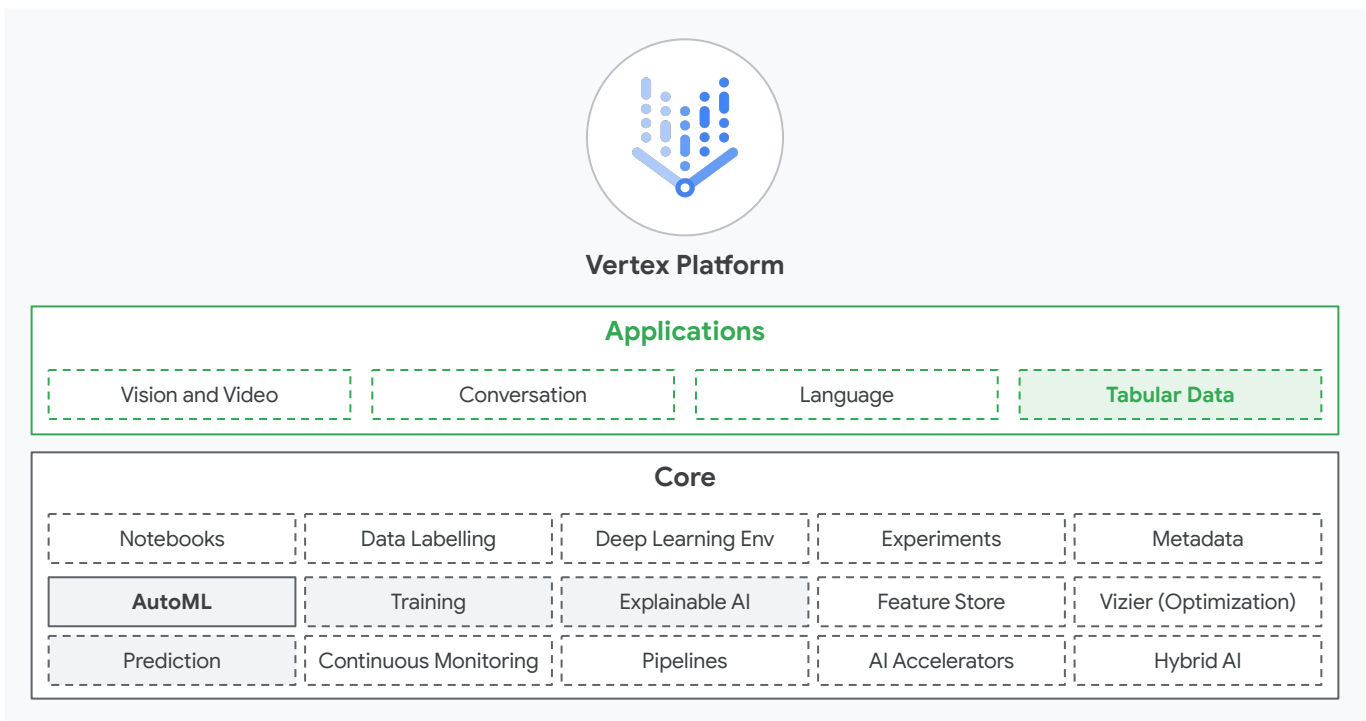 Vertex Platform
Applications
Vision and Video
Conversation
Language
Tabular Data
Core
Notebooks
Data Labelling
Deep Learning Env
Experiments
Metadata
AutoML
Training
Explainable AI
Feature Store
Vizier (Optimization)
Prediction
Continuous Monitoring
Pipelines
AI Accelerators
Hybrid AI